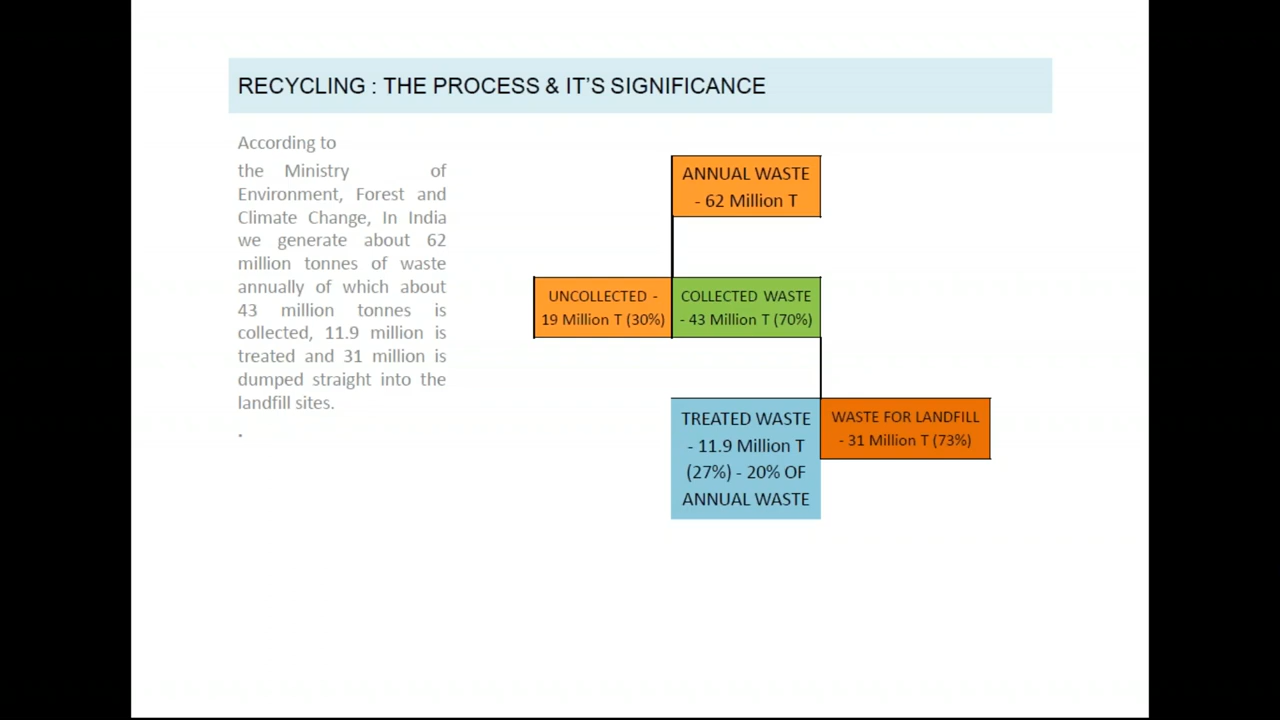 RECYCLING : THE PROCESS & IT’S SIGNIFICANCE
According to
the Ministry of
Environment, Forest and
Climate Change, In India
we generate about 62
million tonnes of waste
annually of which about
43 million tonnes is
collected, 11.9 million is
treated and 31 million is
dumped straight into the
landfill sites.
.
ANNUAL WASTE
- 62 Million T
UNCOLLECTED -
19 Million T (30%)
COLLECTED WASTE
- 43 Million T (70%)
TREATED WASTE
- 11.9 Million T
(27%) - 20% OF
ANNUAL WASTE
WASTE FOR LANDFILL
- 31 Million T (73%)